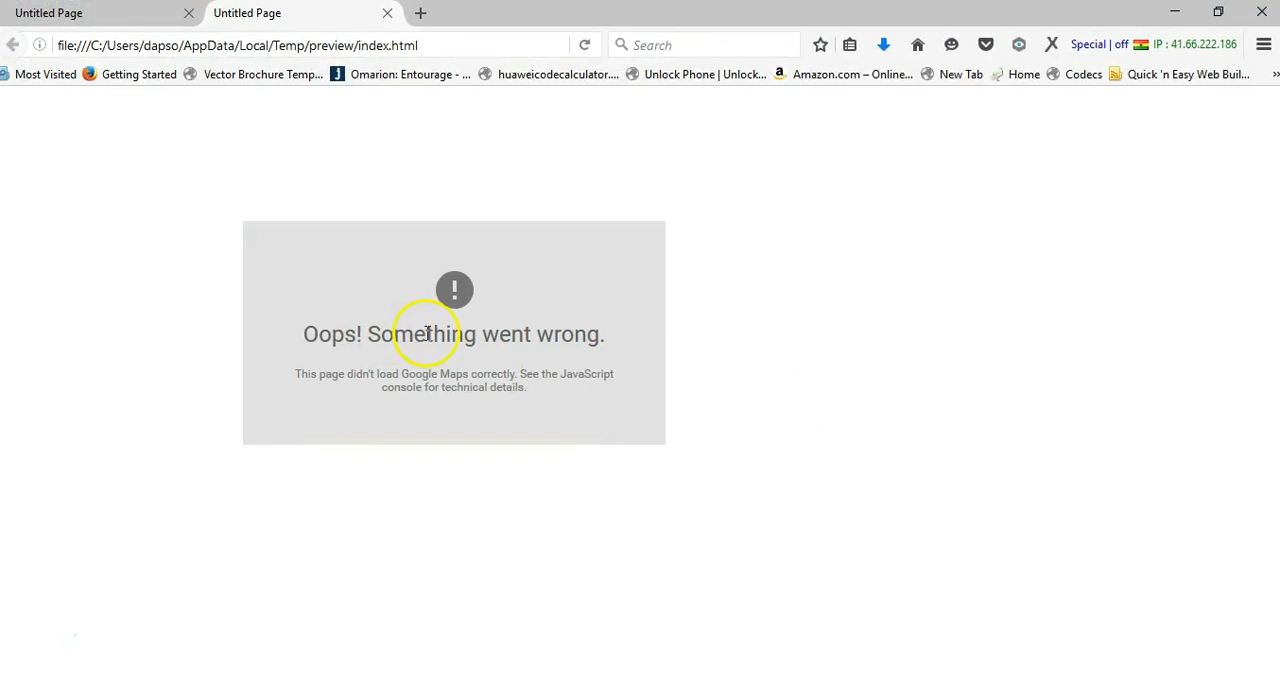 Untitled Page
Untitled Page
file:///C:/Users/dapso/AppData/Local/Temp/preview/index.html
Search
Special | off
IP : 41.66.222.186
Most Visited
Getting Started
Vector Brochure Temp...
Omarion: Entourage - ...
huaweicodecalculator....
Unlock Phone | Unlock...
Amazon.com – Online...
New Tab
Home
Codecs
Quick 'n Easy Web Buil...
Oops! Something went wrong.
This page didn't load Google Maps correctly. See the JavaScript
console for technical details.